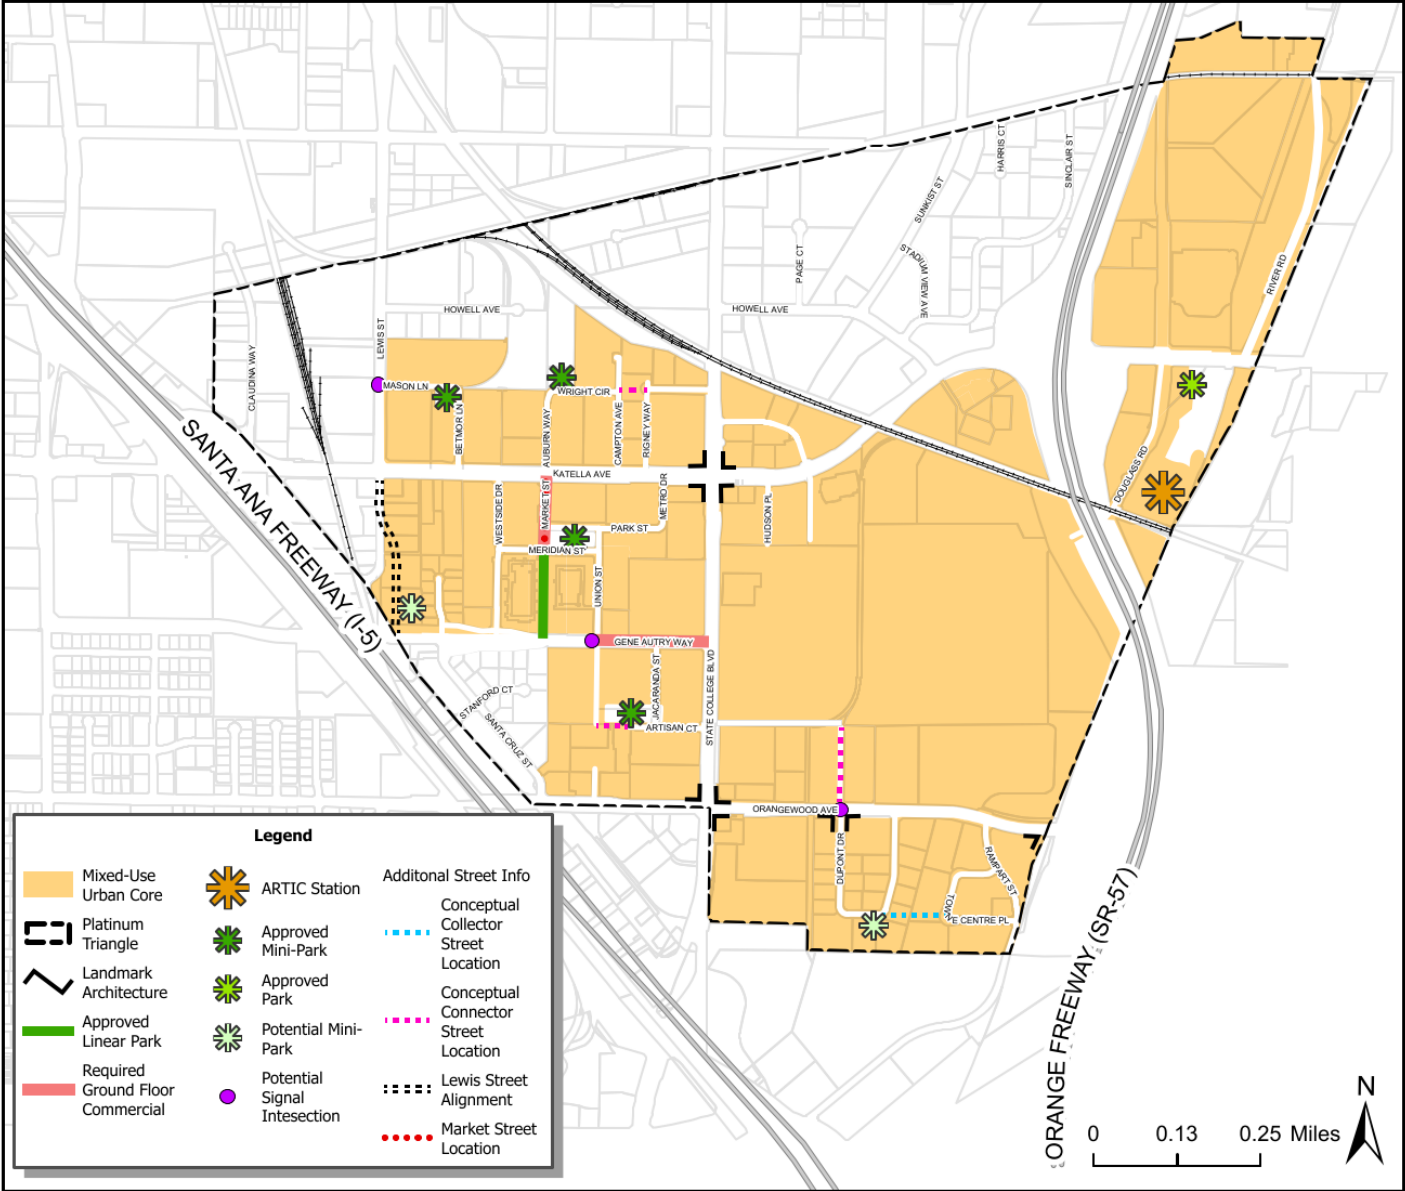 HARRIS CT
SINCLAIR ST
SUNKIST ST
PAGE CT
STADIUM VIEW AVE
RIVER RD
HOWELL AVE
HOWELL AVE
LEWIS ST
CLAUDINA WAY
MASON LN
WRIGHT CIR
BETMOR LN
AUBURN WAY
CAMPTON AVE
RIGNEY WAY
KATELLA AVE
DOUGLASS RD
SANTA ANA FREEWAY (I-5)
WESTSIDE DR
MARKET ST
METRO DR
HUDSON PL
PARK ST
MERIDIAN ST
UNION ST
GENE AUTRY WAY
JACARANDA ST
STATE COLLEGE BLVD
STANFORD CT
SANTA CRUZ ST
ARTISAN CT
ORANGEWOOD AVE
DUPONT DR
RAMPART ST
TOWNE CENTRE PL
ORANGE FREEWAY (SR-57)
Legend
Mixed-Use
Urban Core
Platinum
Triangle
Landmark
Architecture
Approved
Linear Park
Required
Ground Floor
Commercial
ARTIC Station
Approved
Mini-Park
Approved
Park
Potential Mini-
Park
Potential
Signal
Intesection
Additonal Street Info
Conceptual
Collector
Street
Location
Conceptual
Connector
Street
Location
Lewis Street
Alignment
Market Street
Location
N
0 0.13 0.25 Miles